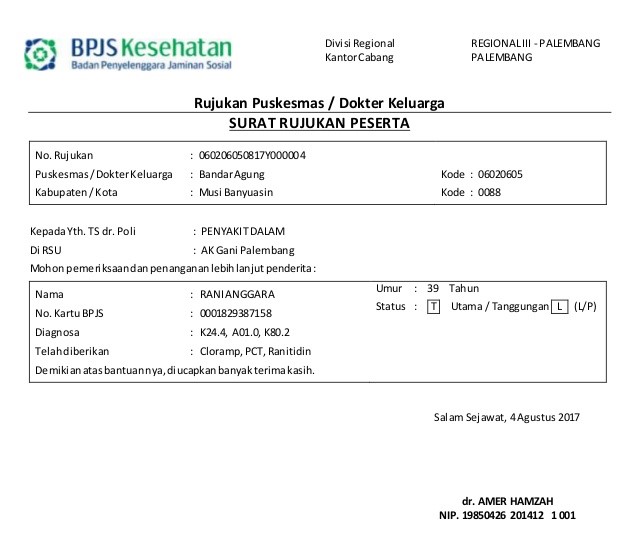 BPJS Kesehatan
Badan Penyelenggara Jaminan Sosial
Divisi Regional REGIONAL III - PALEMBANG
Kantor Cabang PALEMBANG
Rujukan Puskesmas / Dokter Keluarga
SURAT RUJUKAN PESERTA
No. Rujukan : 060206050817Y000004
Puskesmas / Dokter Keluarga : Bandar Agung Kode : 06020605
Kabupaten / Kota : Musi Banyuasin Kode : 0088
Kepada Yth. TS dr. Poli : PENYAKIT DALAM
Di RSU : AK Gani Palembang
Mohon pemeriksaan dan penanganan lebih lanjut penderita :
Nama : RANI ANGGARA Umur : 39 Tahun
No. Kartu BPJS : 0001829387158 Status : T Utama / Tanggungan L (L/P)
Diagnosa : K24.4, A01.0, K80.2
Telah diberikan : Cloramp, PCT, Ranitidin
Demikian atas bantuannya, diucapkan banyak terima kasih.
Salam Sejawat, 4 Agustus 2017
dr. AMER HAMZAH
NIP. 19850426 201412 1 001